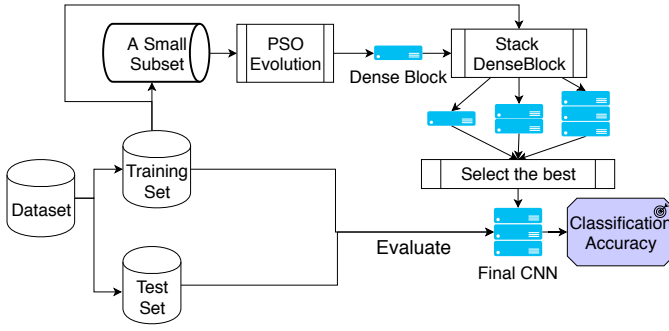 A Small
Subset
PSO
Evolution
Dense Block
Stack
DenseBlock
Training
Set
Dataset
Select the best
Test
Set
Evaluate
Final CNN
Classification
Accuracy